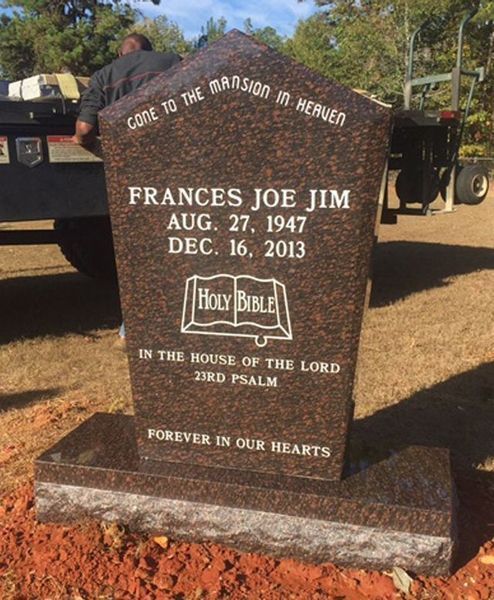 GONE TO THE MANSION IN HEAVEN
FRANCES JOE JIM
AUG. 27, 1947
DEC. 16, 2013
HOLY BIBLE
IN THE HOUSE OF THE LORD
23RD PSALM
FOREVER IN OUR HEARTS